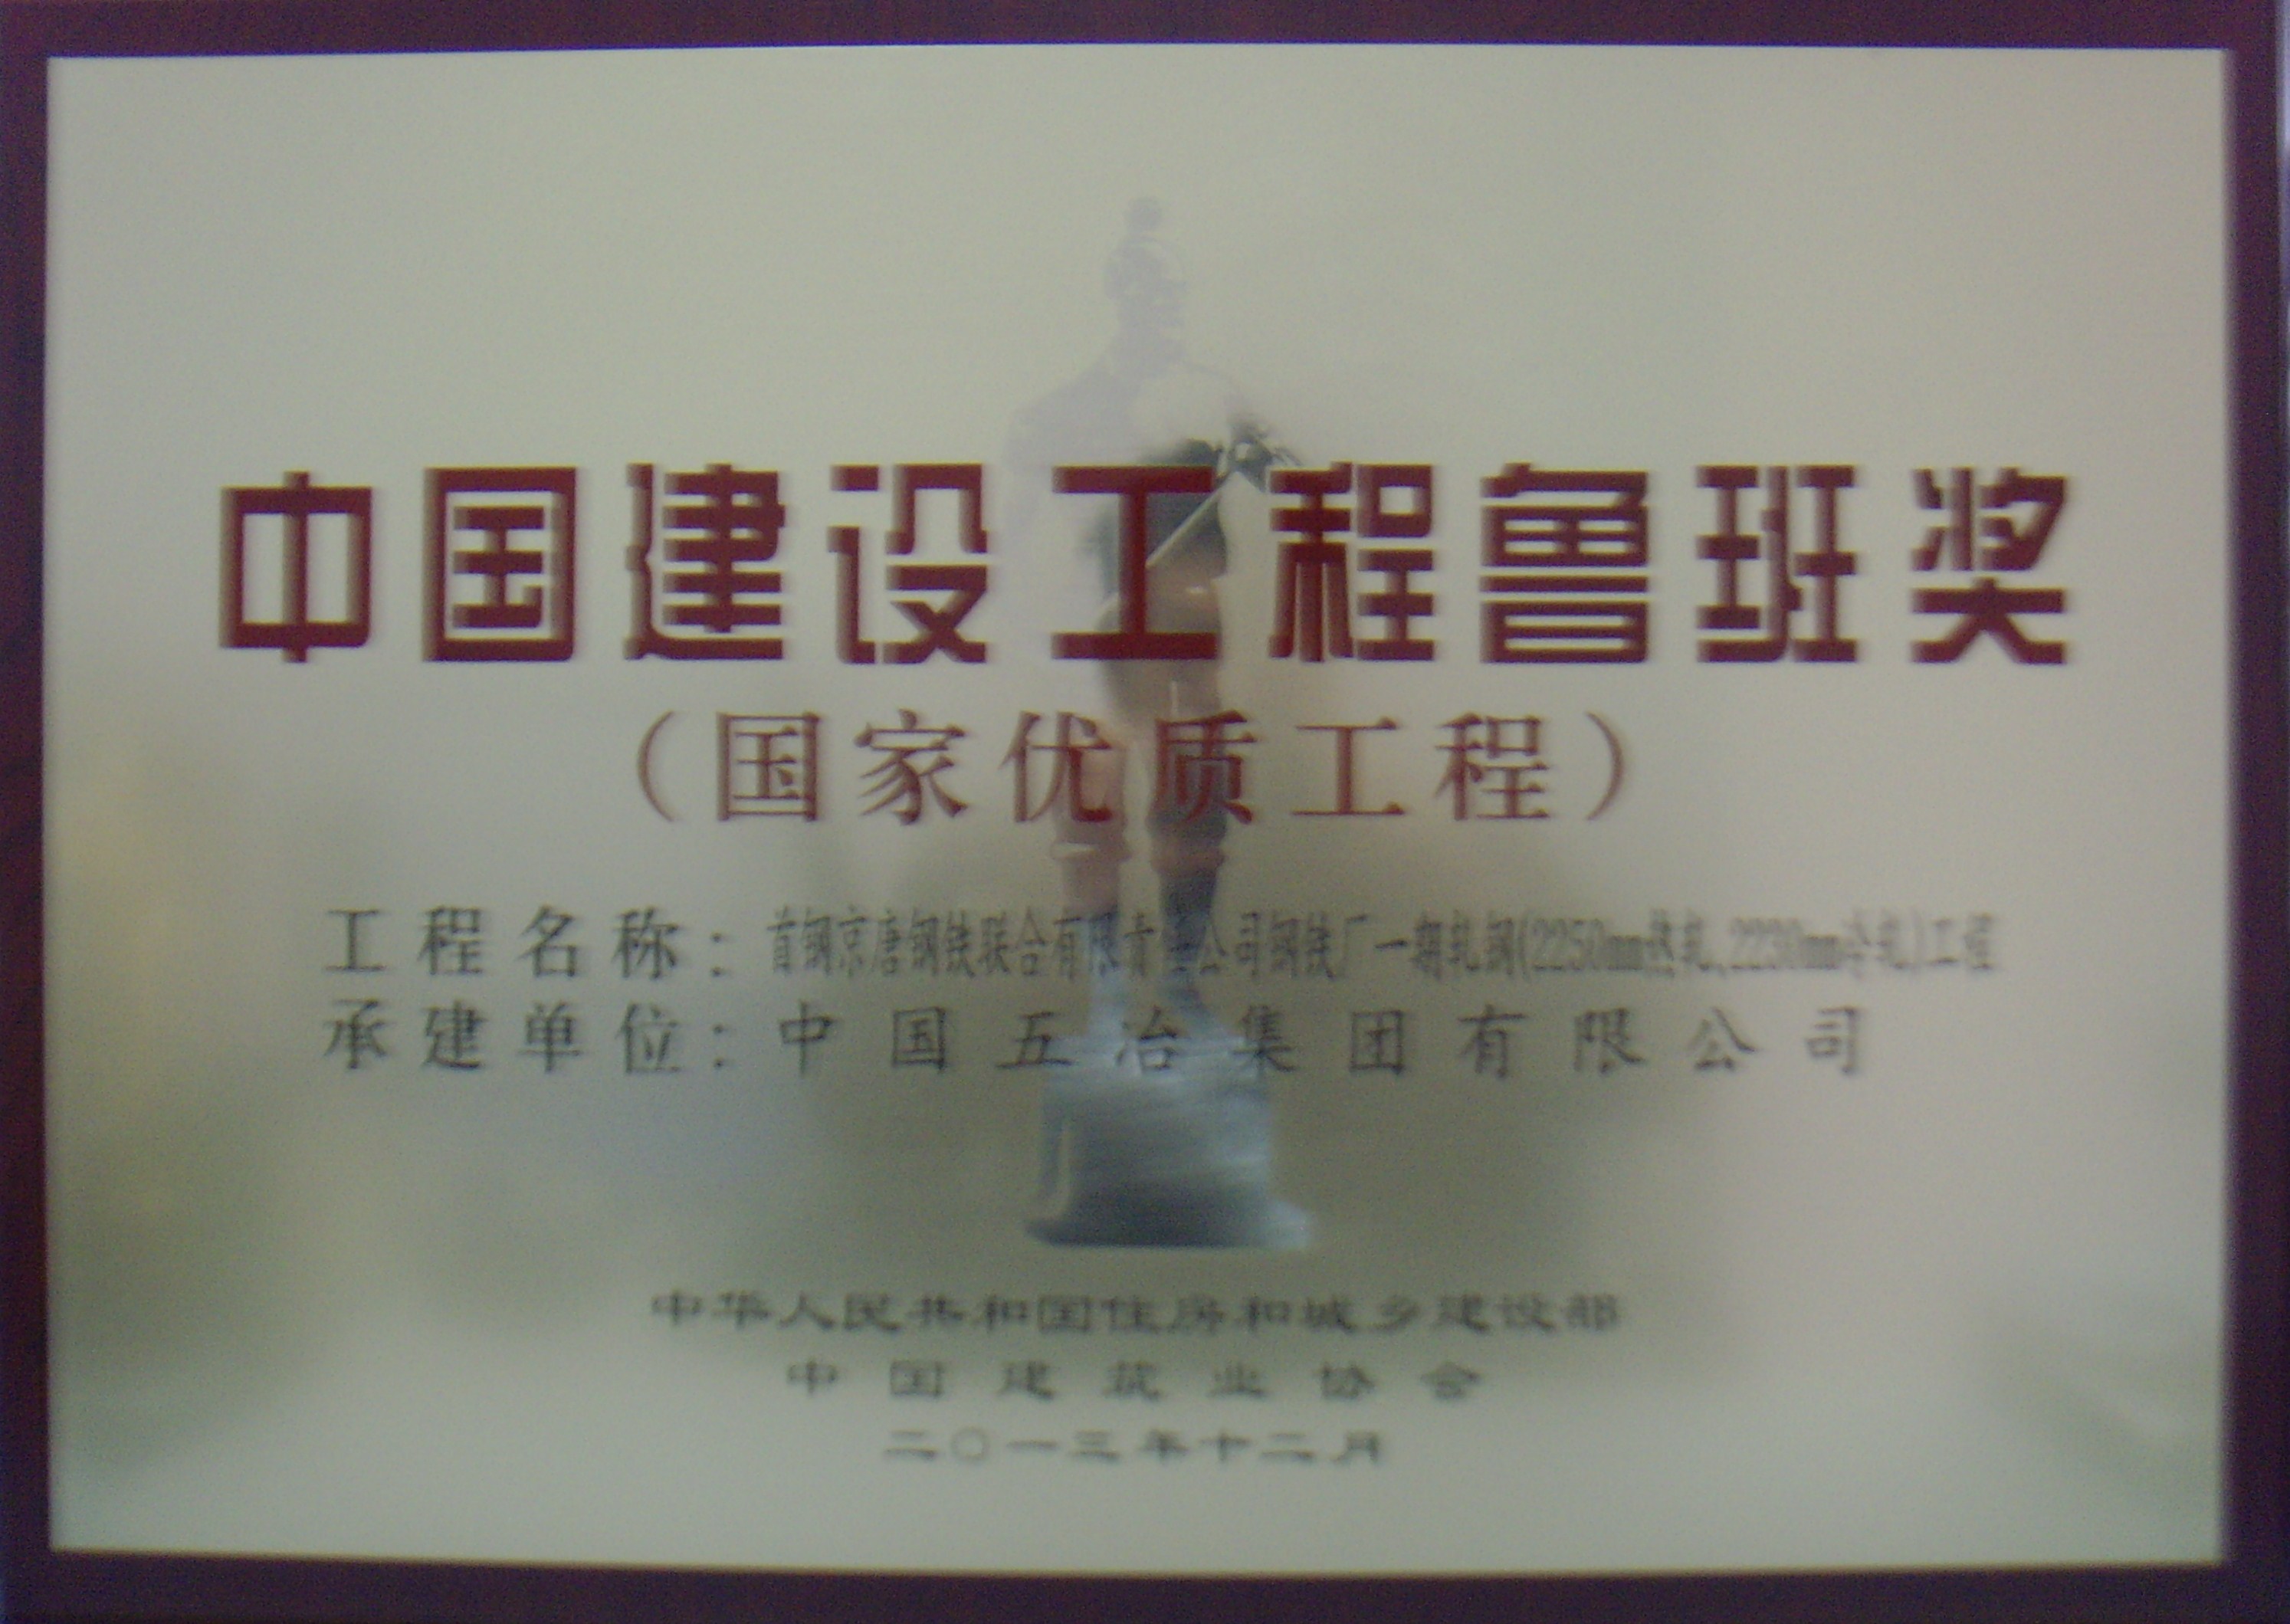 中国建设工程鲁班奖
（国家优质工程）
工程名称：首钢京唐钢铁联合有限责任公司钢铁厂一期轧钢(2250mm热轧,2230mm冷轧)工程
承建单位：中国五冶集团有限公司
中华人民共和国住房和城乡建设部
中国建筑业协会
二〇一三年十二月